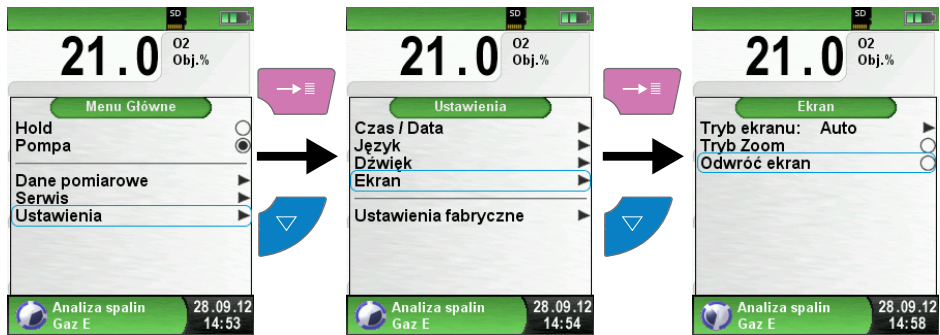 SD
21.0 O2
Obj.%
Menu Główne
Hold
Pompa
Dane pomiarowe
Serwis
Ustawienia
Analiza spalin
Gaz E
28.09.12
14:53
SD
21.0 O2
Obj.%
Ustawienia
Czas / Data
Język
Dźwięk
Ekran
Ustawienia fabryczne
Analiza spalin
Gaz E
28.09.12
14:54
SD
21.0 O2
Obj.%
Ekran
Tryb ekranu: Auto
Tryb Zoom
Odwróć ekran
Analiza spalin
Gaz E
28.09.12
14:58